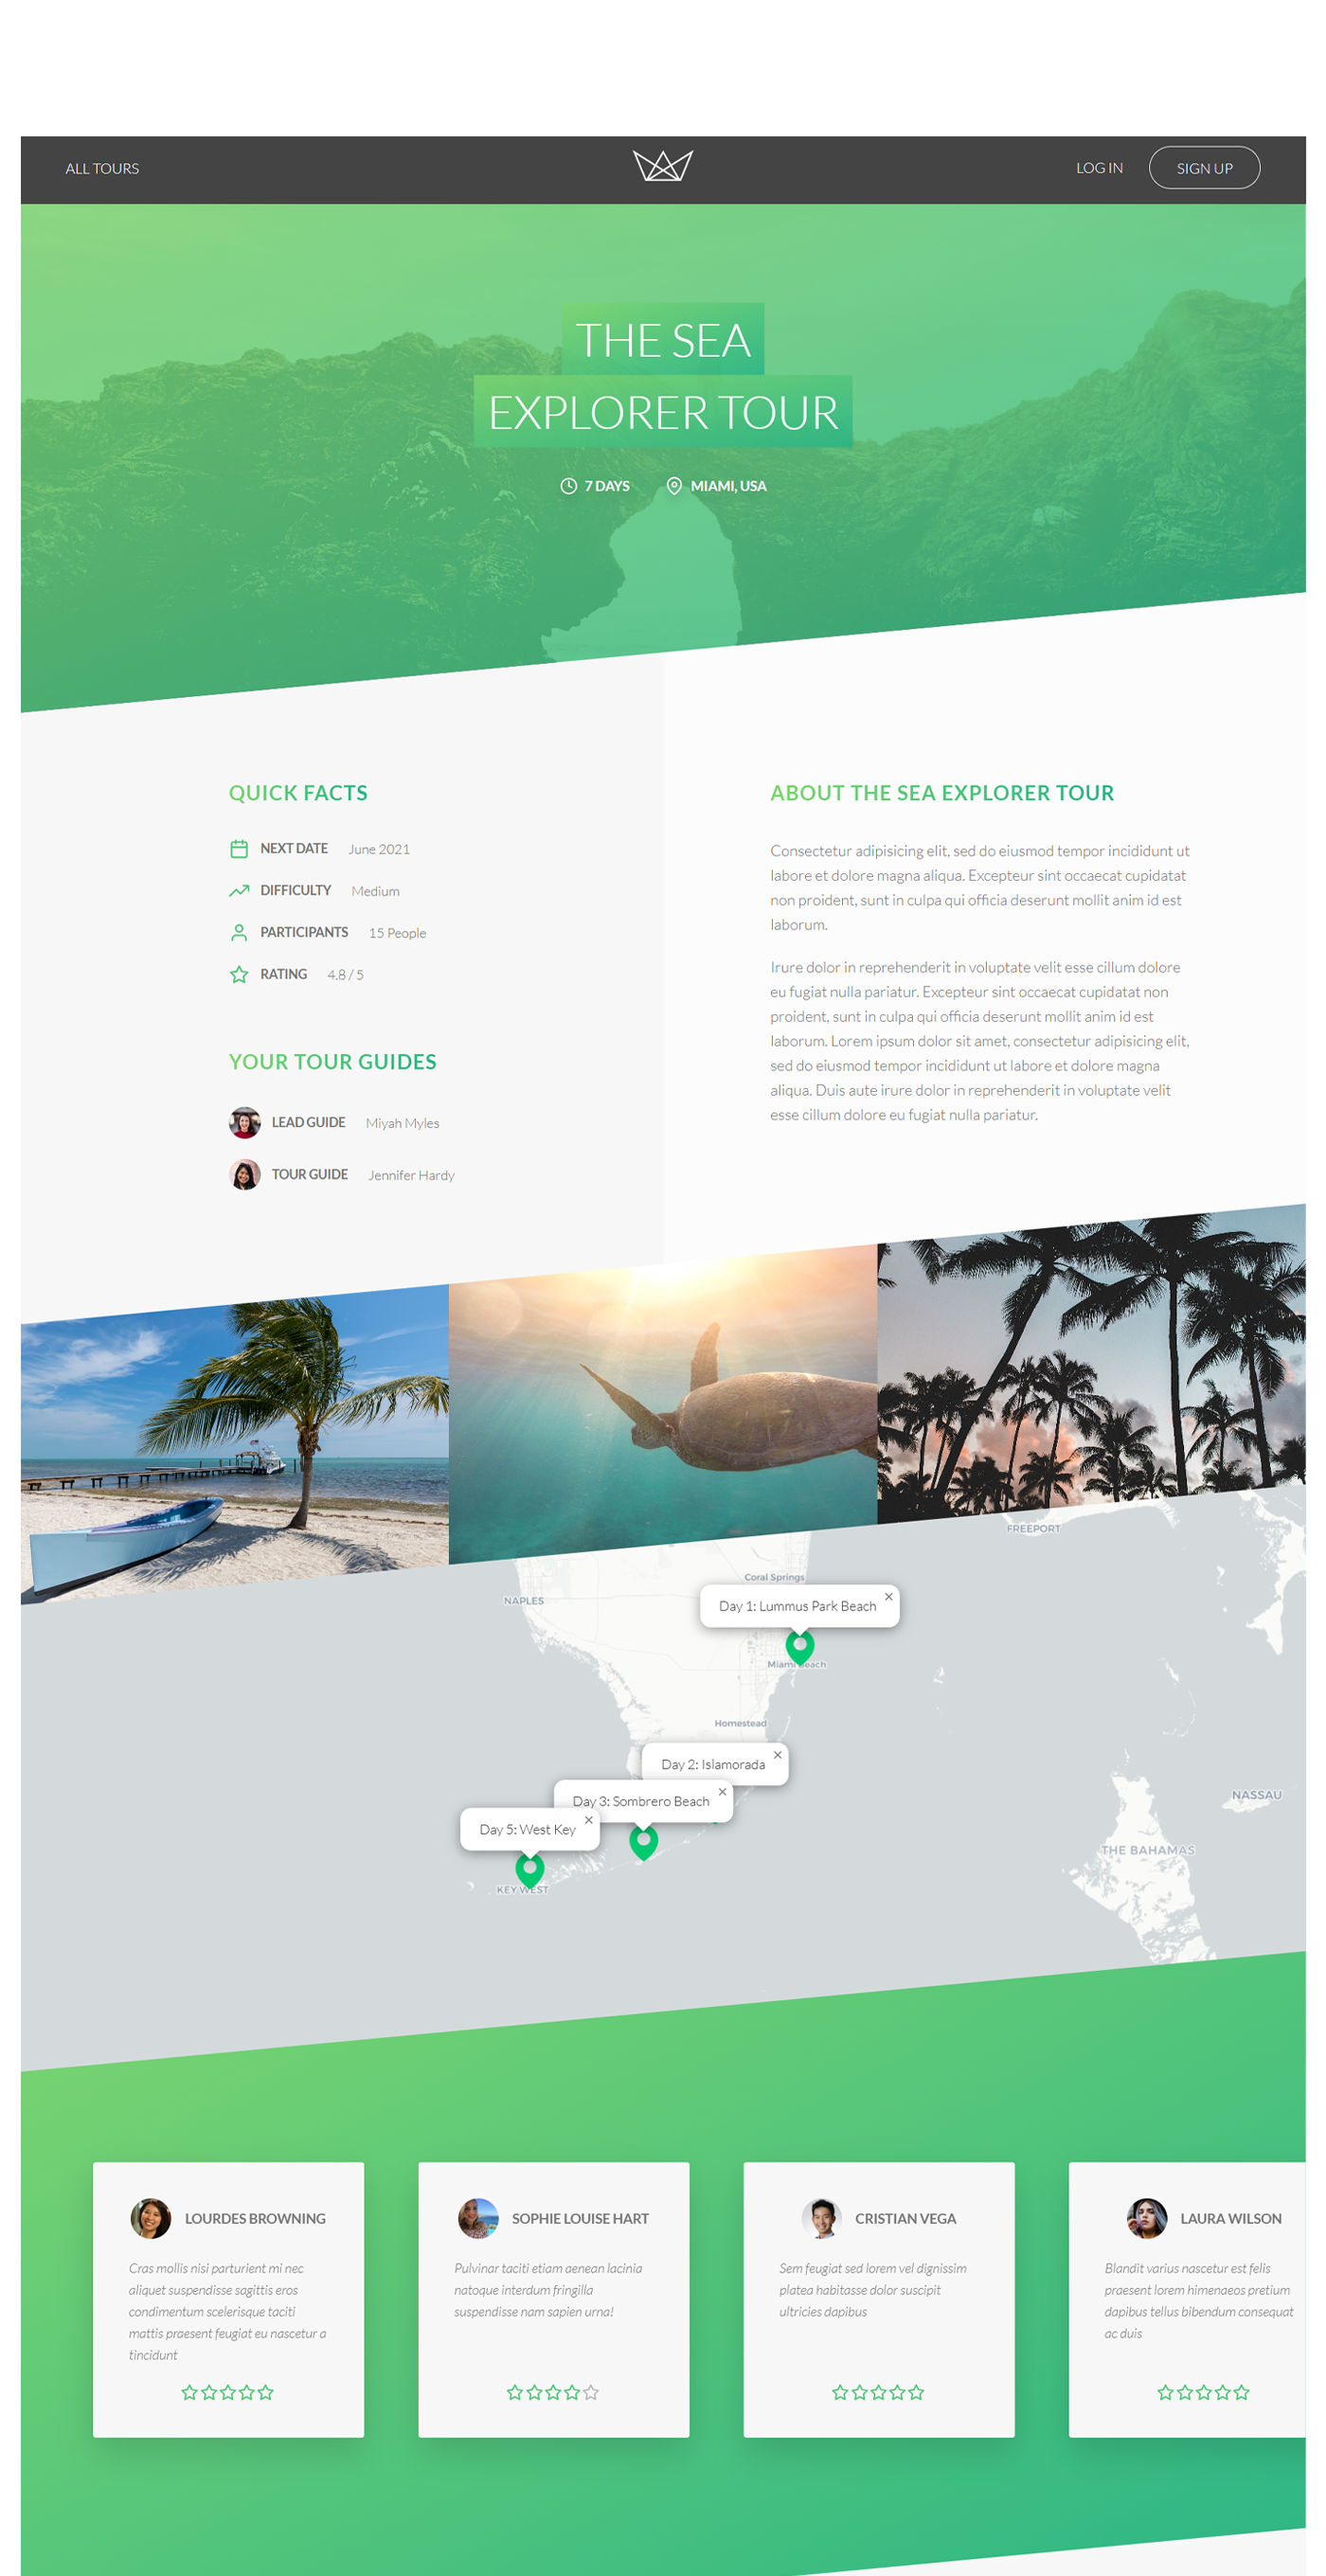 ALL TOURS
LOG IN
SIGN UP
THE SEA
EXPLORER TOUR
7 DAYS
MIAMI, USA
QUICK FACTS
NEXT DATE June 2021
DIFFICULTY Medium
PARTICIPANTS 15 People
RATING 4.8 / 5
YOUR TOUR GUIDES
LEAD GUIDE Miyah Myles
TOUR GUIDE Jennifer Hardy
ABOUT THE SEA EXPLORER TOUR
Consectetur adipisicing elit, sed do eiusmod tempor incididunt ut
labore et dolore magna aliqua. Excepteur sint occaecat cupidatat
non proident, sunt in culpa qui officia deserunt mollit anim id est
laborum.
Irure dolor in reprehenderit in voluptate velit esse cillum dolore
eu fugiat nulla pariatur. Excepteur sint occaecat cupidatat non
proident, sunt in culpa qui officia deserunt mollit anim id est
laborum. Lorem ipsum dolor sit amet, consectetur adipisicing elit,
sed do eiusmod tempor incididunt ut labore et dolore magna
aliqua. Duis aute irure dolor in reprehenderit in voluptate velit
esse cillum dolore eu fugiat nulla pariatur.
FREEPORT
Coral Springs
NAPLES
Day 1: Lummus Park Beach
Miami Beach
Homestead
Day 2: Islamorada
NASSAU
Day 3: Sombrero Beach
Day 5: West Key
THE BAHAMAS
KEY WEST
LOURDES BROWNING
Cras mollis nisi parturient mi nec
aliquet suspendisse sagittis eros
condimentum scelerisque taciti
mattis praesent feugiat eu nascetur a
tincidunt
SOPHIE LOUISE HART
Pulvinar taciti etiam aenean lacinia
natoque interdum fringilla
suspendisse nam sapien urna!
CRISTIAN VEGA
Sem feugiat sed lorem vel dignissim
platea habitasse dolor suscipit
ultricies dapibus
LAURA WILSON
Blandit varius nascetur est felis
praesent lorem himenaeos pretium
dapibus tellus bibendum consequat
ac duis